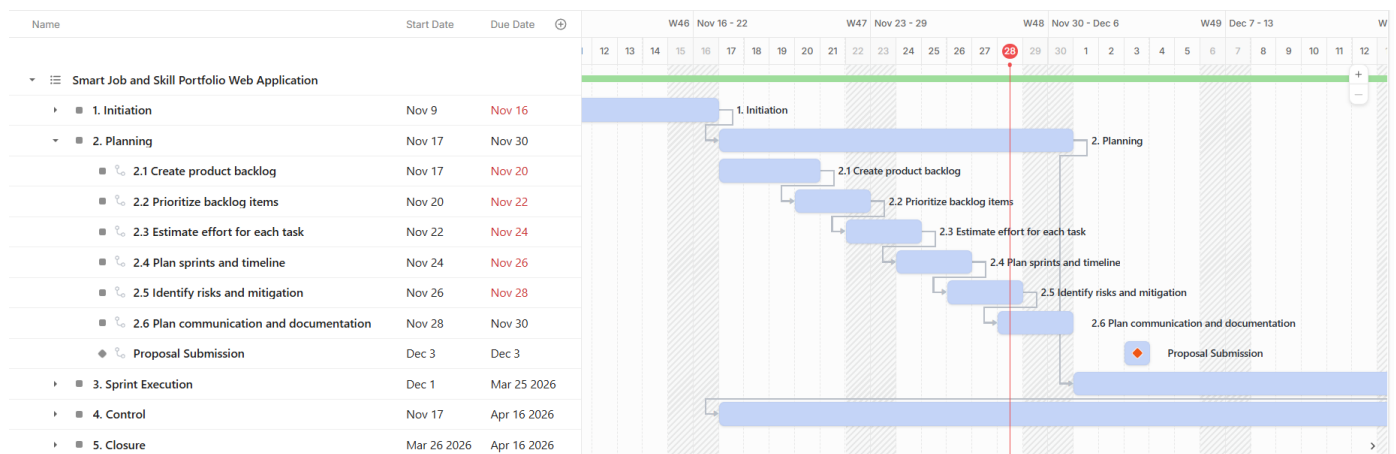 Name Start Date Due Date
W46 Nov 16 - 22 W47 Nov 23 - 29 W48 Nov 30 - Dec 6 W49 Dec 7 - 13 W
12 13 14 15 16 17 18 19 20 21 22 23 24 25 26 27 28 29 30 1 2 3 4 5 6 7 8 9 10 11 12
Smart Job and Skill Portfolio Web Application
1. Initiation Nov 9 Nov 16 1. Initiation
2. Planning Nov 17 Nov 30 2. Planning
2.1 Create product backlog Nov 17 Nov 20 2.1 Create product backlog
2.2 Prioritize backlog items Nov 20 Nov 22 2.2 Prioritize backlog items
2.3 Estimate effort for each task Nov 22 Nov 24 2.3 Estimate effort for each task
2.4 Plan sprints and timeline Nov 24 Nov 26 2.4 Plan sprints and timeline
2.5 Identify risks and mitigation Nov 26 Nov 28 2.5 Identify risks and mitigation
2.6 Plan communication and documentation Nov 28 Nov 30 2.6 Plan communication and documentation
Proposal Submission Dec 3 Dec 3 Proposal Submission
3. Sprint Execution Dec 1 Mar 25 2026
4. Control Nov 17 Apr 16 2026
5. Closure Mar 26 2026 Apr 16 2026